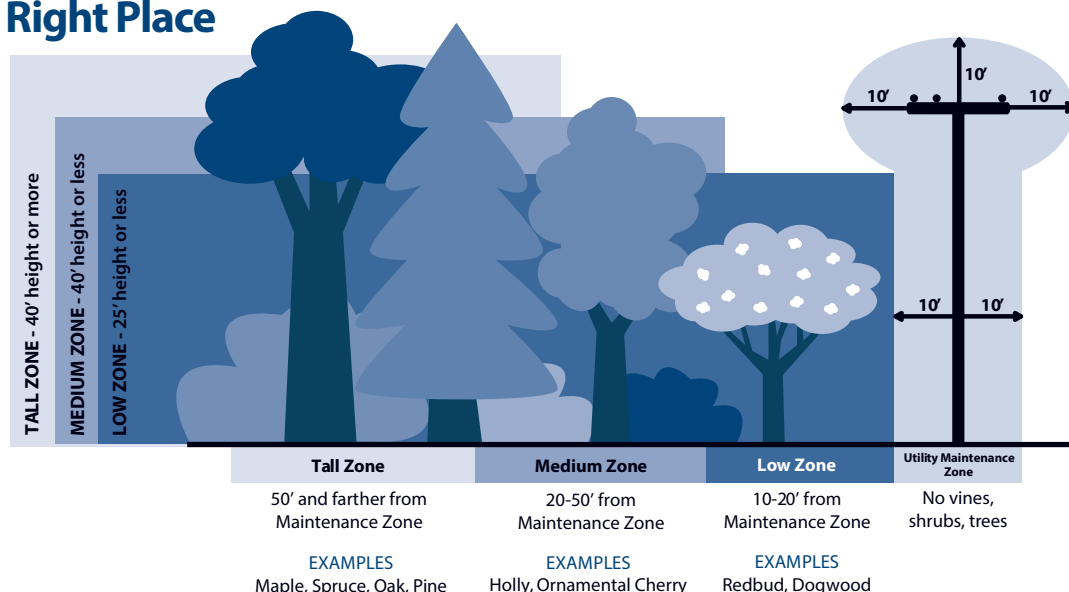 Right Place
TALL ZONE - 40′ height or more
MEDIUM ZONE - 40′ height or less
LOW ZONE - 25′ height or less
10′
10′
10′
10′
10′
Tall Zone
50′ and farther from
Maintenance Zone
EXAMPLES
Maple, Spruce, Oak, Pine
Medium Zone
20-50′ from
Maintenance Zone
EXAMPLES
Holly, Ornamental Cherry
Low Zone
10-20′ from
Maintenance Zone
EXAMPLES
Redbud, Dogwood
Utility Maintenance
Zone
No vines,
shrubs, trees